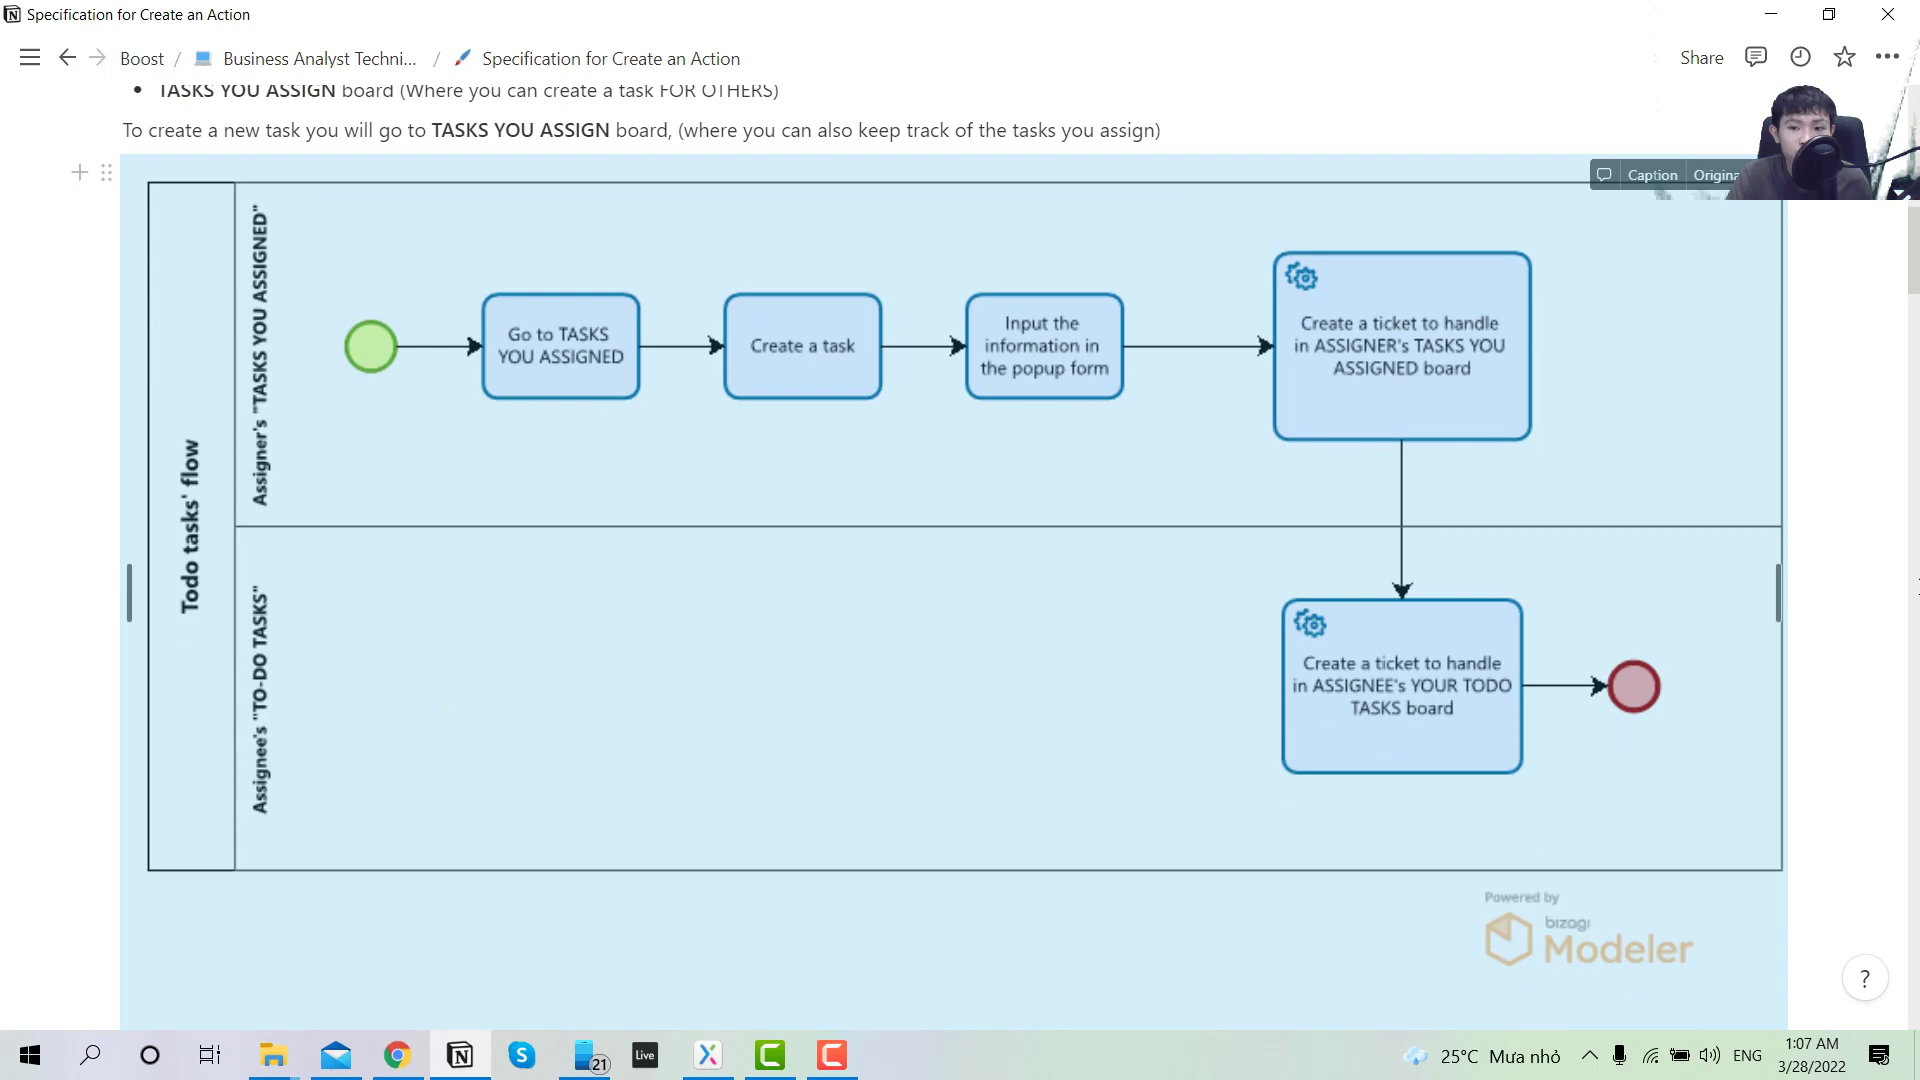 Specification for Create an Action
Boost / Business Analyst Techni... / Specification for Create an Action
Share
• TASKS YOU ASSIGN board (Where you can create a task FOR OTHERS)
To create a new task you will go to TASKS YOU ASSIGN board, (where you can also keep track of the tasks you assign)
Caption
Origina
Todo tasks' flow
Assigner's "TASKS YOU ASSIGNED"
Go to TASKS
YOU ASSIGNED
Create a task
Input the
information in
the popup form
Create a ticket to handle
in ASSIGNER's TASKS YOU
ASSIGNED board
Assignee's "TO-DO TASKS"
Create a ticket to handle
in ASSIGNEE's YOUR TODO
TASKS board
Powered by
bizagi
Modeler
?
21
Live
25°C Mưa nhỏ
ENG
1:07 AM
3/28/2022